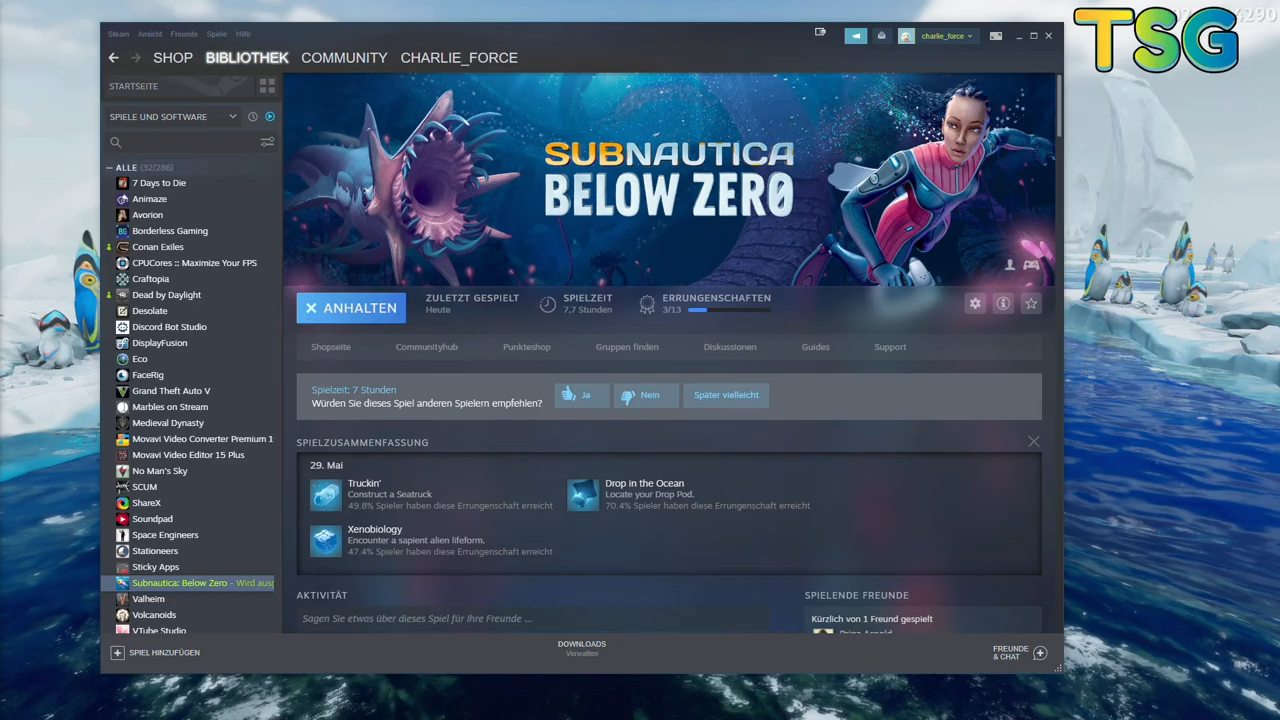 Steam Ansicht Freunde Spiele Hilfe
charlie_force
TSG
SHOP BIBLIOTHEK COMMUNITY CHARLIE_FORCE
STARTSEITE
SPIELE UND SOFTWARE
ALLE (32/286)
7 Days to Die
Animaze
Avorion
Borderless Gaming
Conan Exiles
CPUCores :: Maximize Your FPS
Craftopia
Dead by Daylight
Desolate
Discord Bot Studio
DisplayFusion
Eco
FaceRig
Grand Theft Auto V
Marbles on Stream
Medieval Dynasty
Movavi Video Converter Premium 1
Movavi Video Editor 15 Plus
No Man's Sky
SCUM
ShareX
Soundpad
Space Engineers
Stationeers
Sticky Apps
Subnautica: Below Zero - Wird ausg
Valheim
Volcanoids
VTube Studio
SPIEL HINZUFÜGEN
SUBNAUTICA
BELOW ZERØ
ANHALTEN
ZULETZT GESPIELT
Heute
SPIELZEIT
7,7 Stunden
ERRUNGENSCHAFTEN
3/13
Shopseite Communityhub Punkteshop Gruppen finden Diskussionen Guides Support
Spielzeit: 7 Stunden
Würden Sie dieses Spiel anderen Spielern empfehlen?
Ja Nein Später vielleicht
SPIELZUSAMMENFASSUNG
29. Mai
Truckin'
Construct a Seatruck
49.8% Spieler haben diese Errungenschaft erreicht
Drop in the Ocean
Locate your Drop Pod.
70.4% Spieler haben diese Errungenschaft erreicht
Xenobiology
Encounter a sapient alien lifeform.
47.4% Spieler haben diese Errungenschaft erreicht
AKTIVITÄT
Sagen Sie etwas über dieses Spiel für Ihre Freunde ...
SPIELENDE FREUNDE
Kürzlich von 1 Freund gespielt
DOWNLOADS
Verwalten
FREUNDE
& CHAT